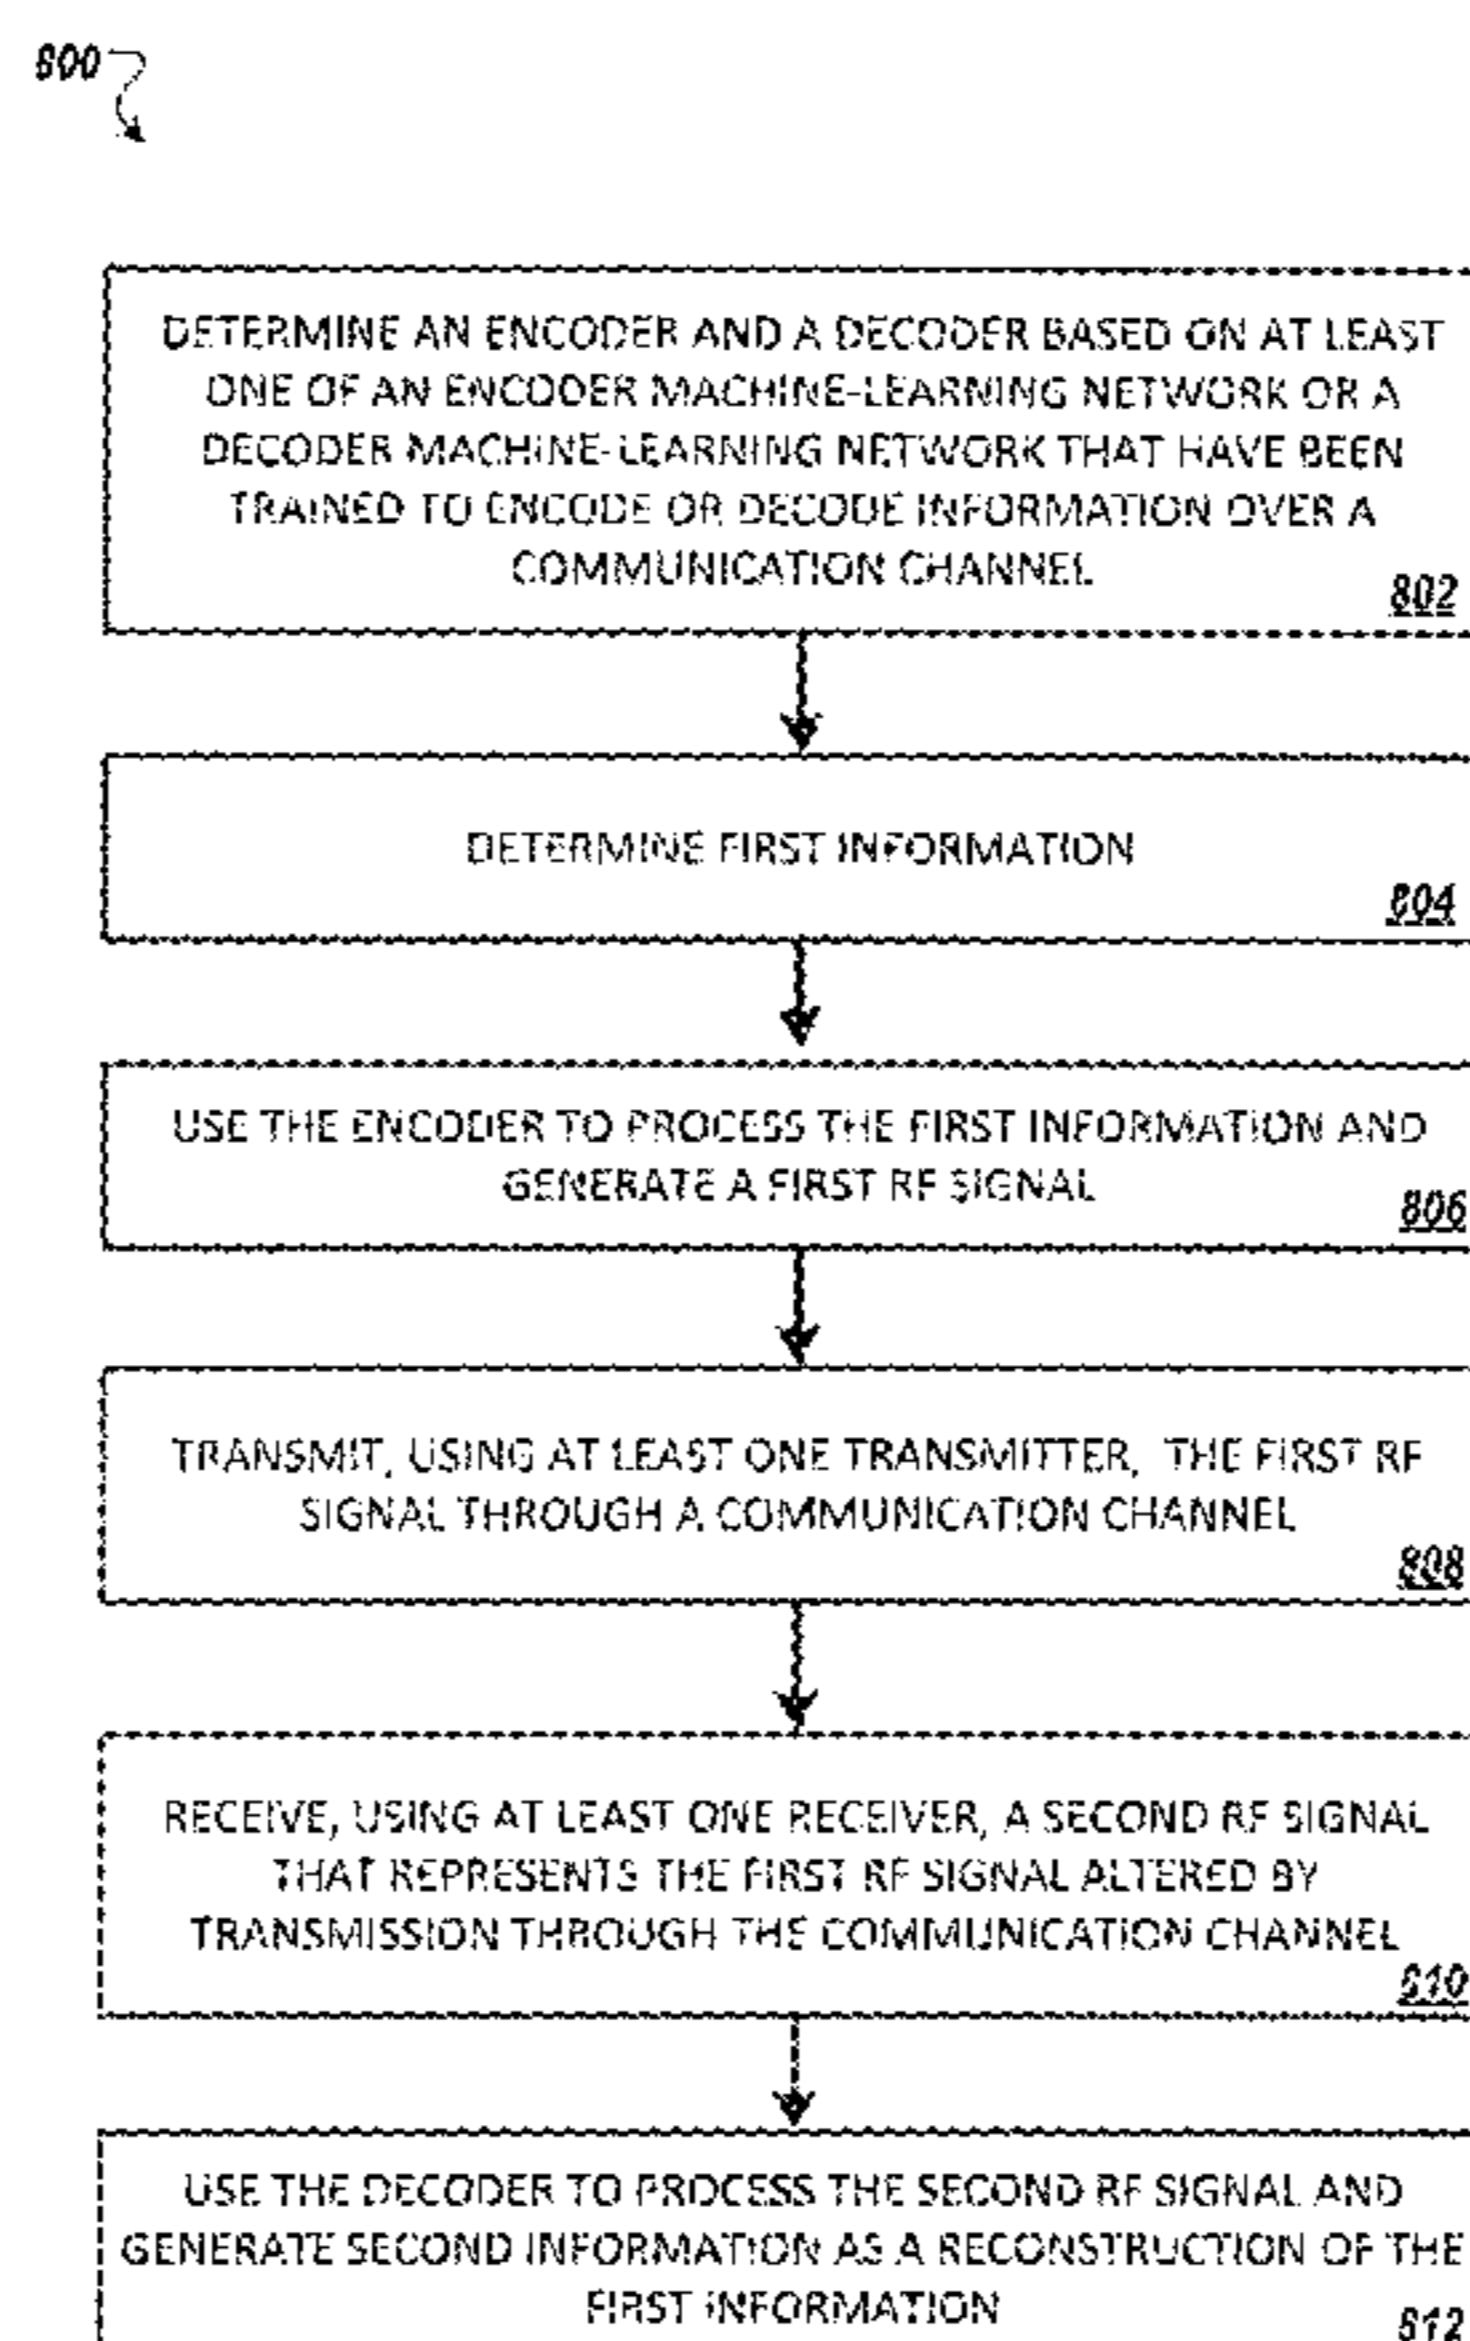 800
DETERMINE AN ENCODER AND A DECODER BASED ON AT LEAST
ONE OF AN ENCODER MACHINE-LEARNING NETWORK OR A
DECODER MACHINE-LEARNING NETWORK THAT HAVE BEEN
TRAINED TO ENCODE OR DECODE INFORMATION OVER A
COMMUNICATION CHANNEL
802
DETERMINE FIRST INFORMATION
804
USE THE ENCODER TO PROCESS THE FIRST INFORMATION AND
GENERATE A FIRST RF SIGNAL
806
TRANSMIT, USING AT LEAST ONE TRANSMITTER, THE FIRST RF
SIGNAL THROUGH A COMMUNICATION CHANNEL
808
RECEIVE, USING AT LEAST ONE RECEIVER, A SECOND RF SIGNAL
THAT REPRESENTS THE FIRST RF SIGNAL ALTERED BY
TRANSMISSION THROUGH THE COMMUNICATION CHANNEL
810
USE THE DECODER TO PROCESS THE SECOND RF SIGNAL AND
GENERATE SECOND INFORMATION AS A RECONSTRUCTION OF THE
FIRST INFORMATION
812